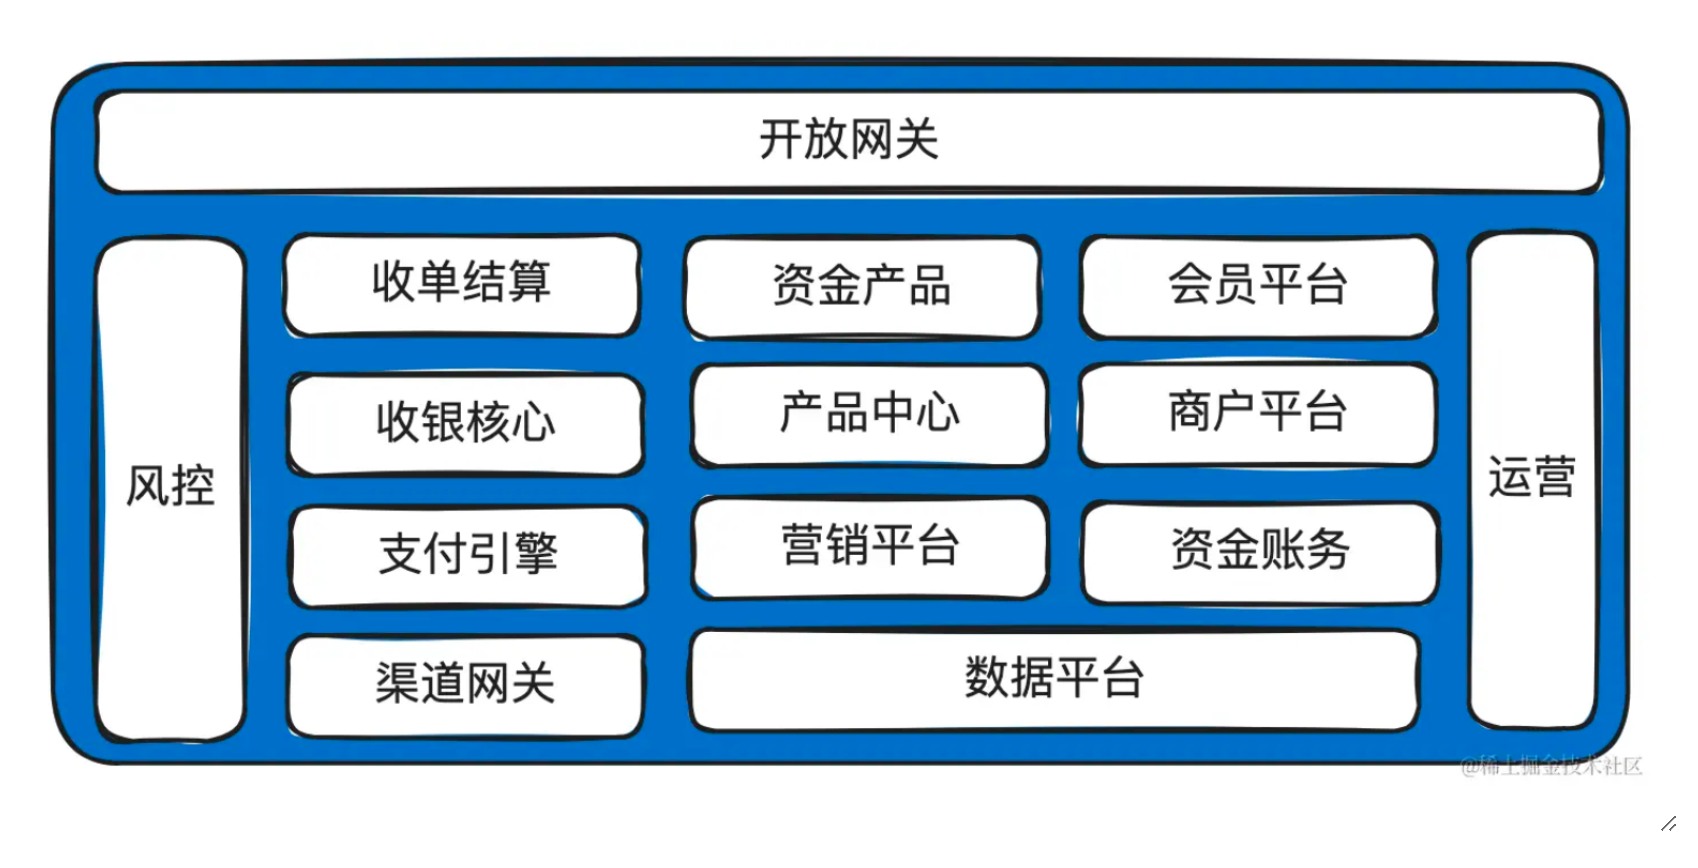 开放网关
风控
收单结算
资金产品
会员平台
收银核心
产品中心
商户平台
支付引擎
营销平台
资金账务
渠道网关
数据平台
运营
@稀土掘金技术社区